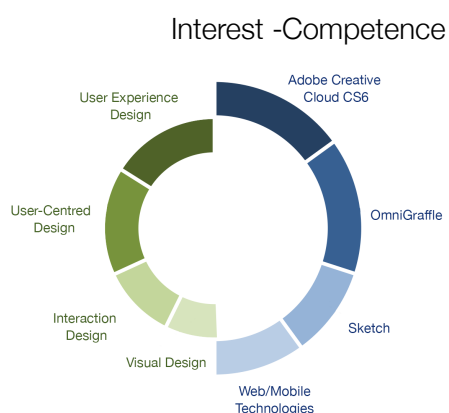 Interest -Competence
Adobe Creative
Cloud CS6
User Experience
Design
User-Centred
Design
OmniGraffle
Interaction
Design
Sketch
Visual Design
Web/Mobile
Technologies